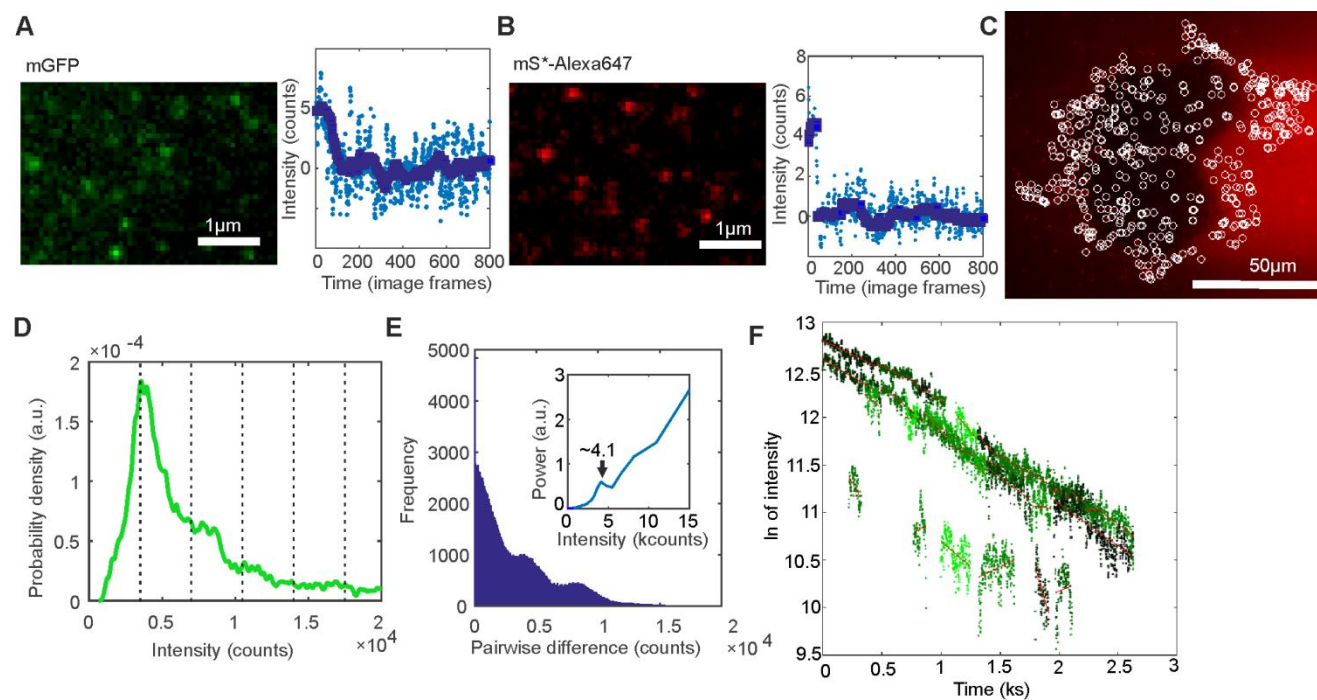 A
mGFP
1µm
Intensity (counts)
5
0
0 200 400 600 800
Time (image frames)
B
mS*-Alexa647
1µm
Intensity (counts)
8
6
4
2
0
0 200 400 600 800
Time (image frames)
C
50µm
D
×10 -4
Probability density (a.u.)
2
1.5
1
0.5
0
0 0.5 1 1.5 2
Intensity (counts)
×10 4
E
Frequency
5000
4000
3000
2000
1000
0
0 0.5 1 1.5 2
Pairwise difference (counts)
×10 4
Power (a.u.)
3
2
1
0
~4.1
0 5 10 15
Intensity (kcounts)
F
ln of intensity
13
12.5
12
11.5
11
10.5
10
9.5
0 0.5 1 1.5 2 2.5 3
Time (ks)